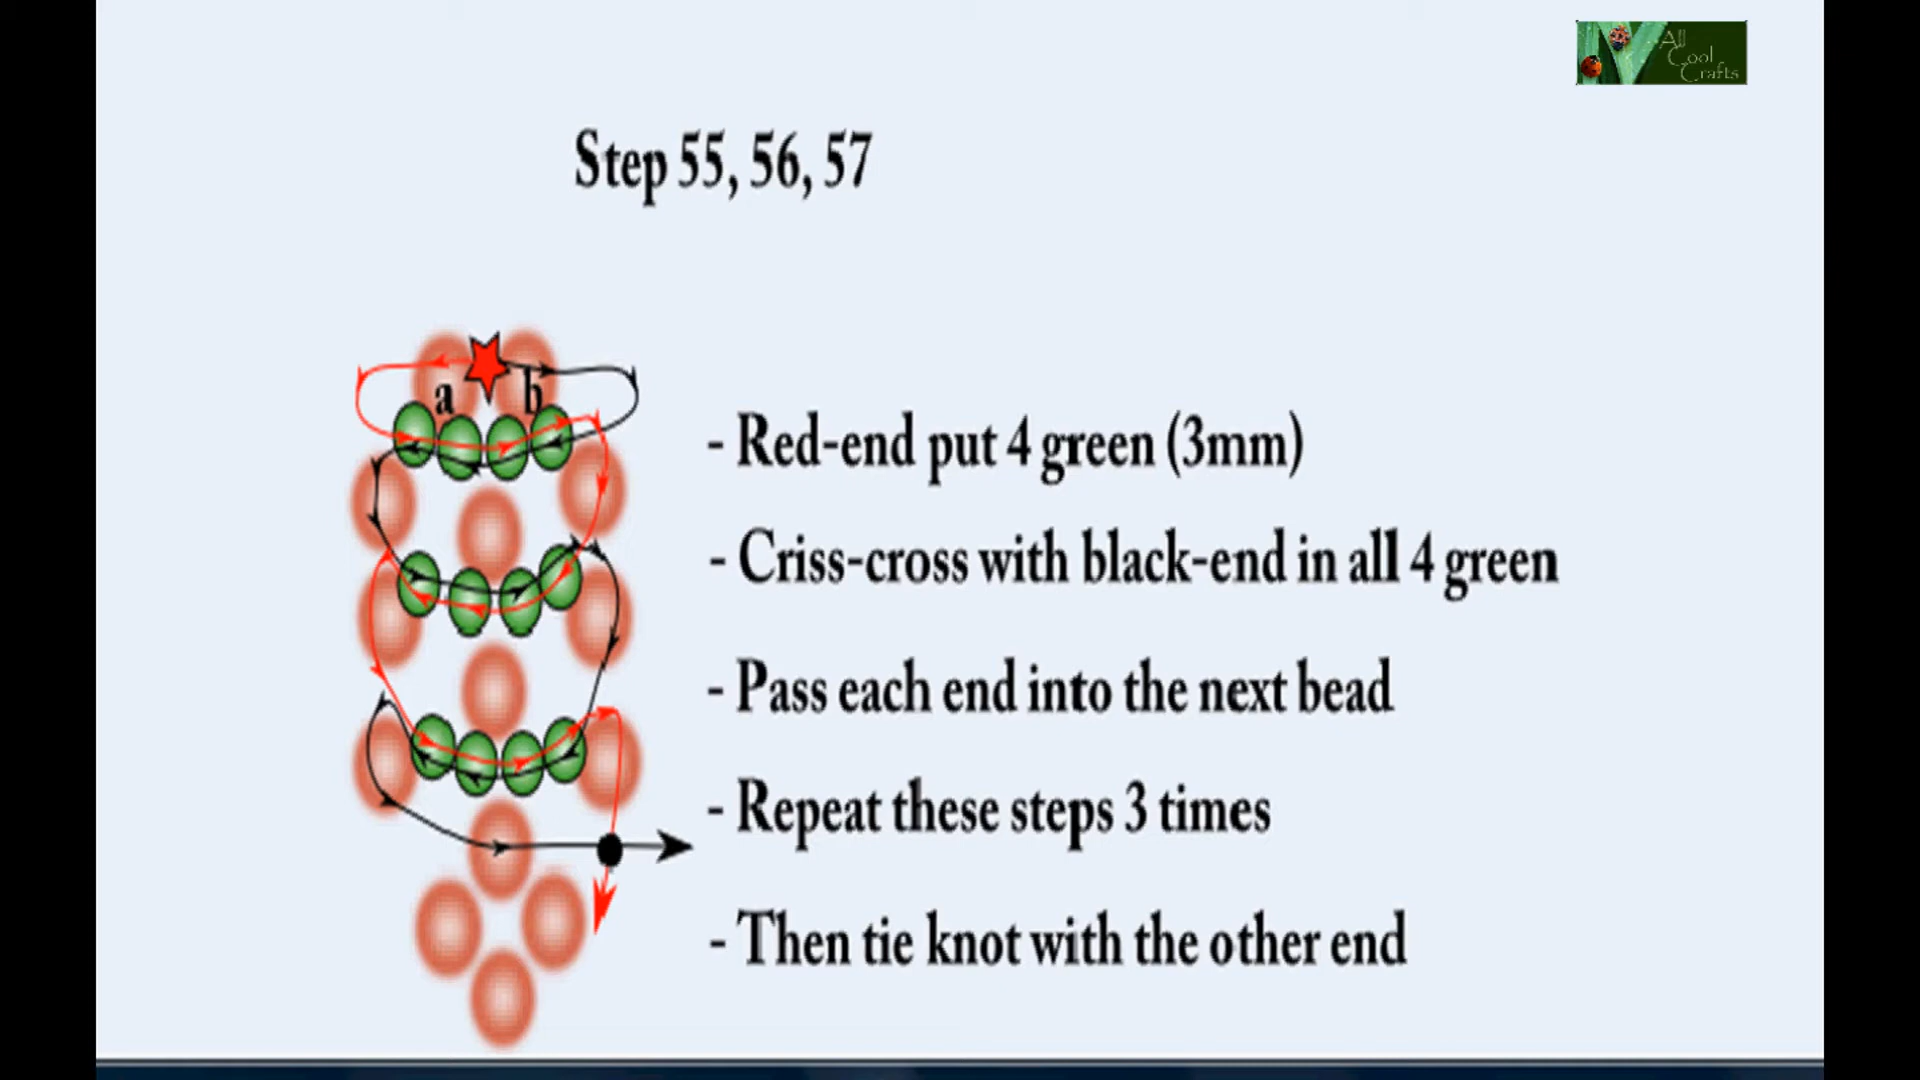 All
Cool
Crafts
Step 55, 56, 57
a b
- Red-end put 4 green (3mm)
- Criss-cross with black-end in all 4 green
- Pass each end into the next bead
- Repeat these steps 3 times
- Then tie knot with the other end